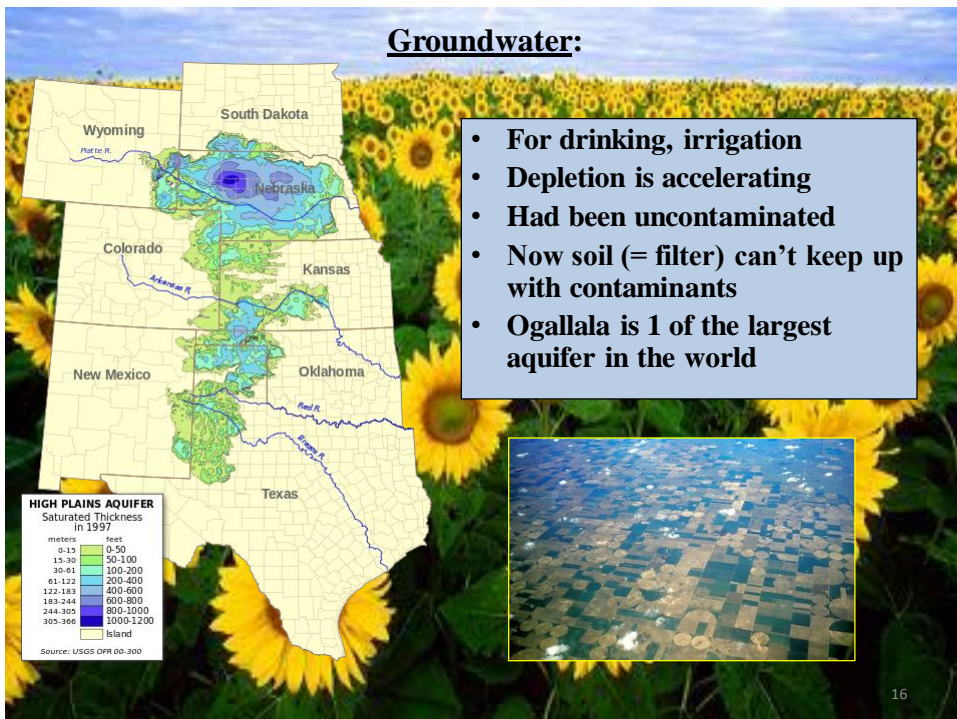 Groundwater:
South Dakota
Wyoming
Platte R.
Nebraska
Colorado
Kansas
Arkansas R.
New Mexico
Oklahoma
Red R.
Brazos R.
Texas
HIGH PLAINS AQUIFER
Saturated Thickness
in 1997
meters feet
0-15 0-50
15-30 50-100
30-61 100-200
61-122 200-400
122-183 400-600
183-244 600-800
244-305 800-1000
305-366 1000-1200
Island
Source: USGS OFR 00-300
• For drinking, irrigation
• Depletion is accelerating
• Had been uncontaminated
• Now soil (= filter) can’t keep up
with contaminants
• Ogallala is 1 of the largest
aquifer in the world
16